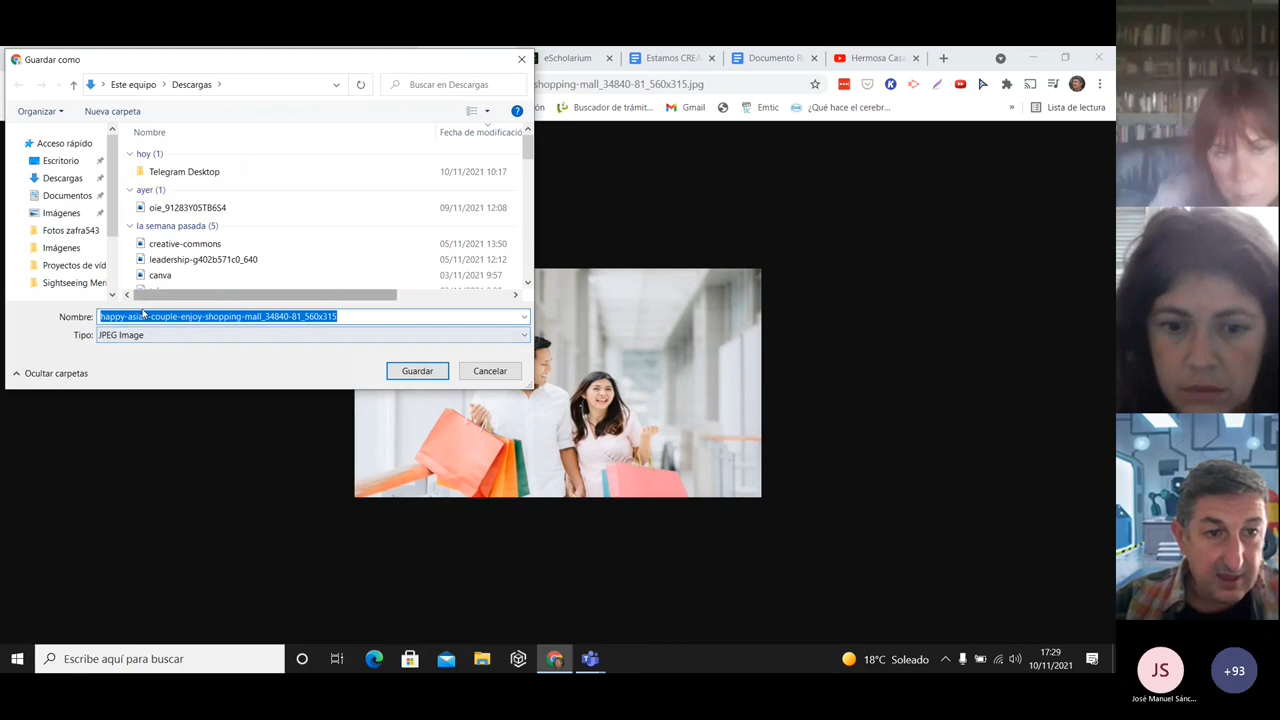 Guardar como
eScholarium
Estamos CREA
Documento R
Hermosa Casa
Este equipo
Descargas
Buscar en Descargas
shopping-mall_34840-81_560x315.jpg
Organizar
Nueva carpeta
Buscador de trámit...
Gmail
Emtic
¿Qué hace el cerebr...
»
Lista de lectura
Nombre
Fecha de modificació
Acceso rápido
Escritorio
Descargas
Documentos
Imágenes
Fotos zafra543
Imágenes
Proyectos de víd
Sightseeing Mer
hoy (1)
Telegram Desktop
10/11/2021 10:17
ayer (1)
oie_91283Y05TB6S4
09/11/2021 12:08
la semana pasada (5)
creative-commons
05/11/2021 13:50
leadership-g402b571c0_640
05/11/2021 12:12
canva
03/11/2021 9:57
Nombre:
happy-asian-couple-enjoy-shopping-mall_34840-81_560x315
Tipo:
JPEG Image
Ocultar carpetas
Guardar
Cancelar
Escribe aquí para buscar
18°C Soleado
17:29
10/11/2021
JS
José Manuel Sánc...
+93